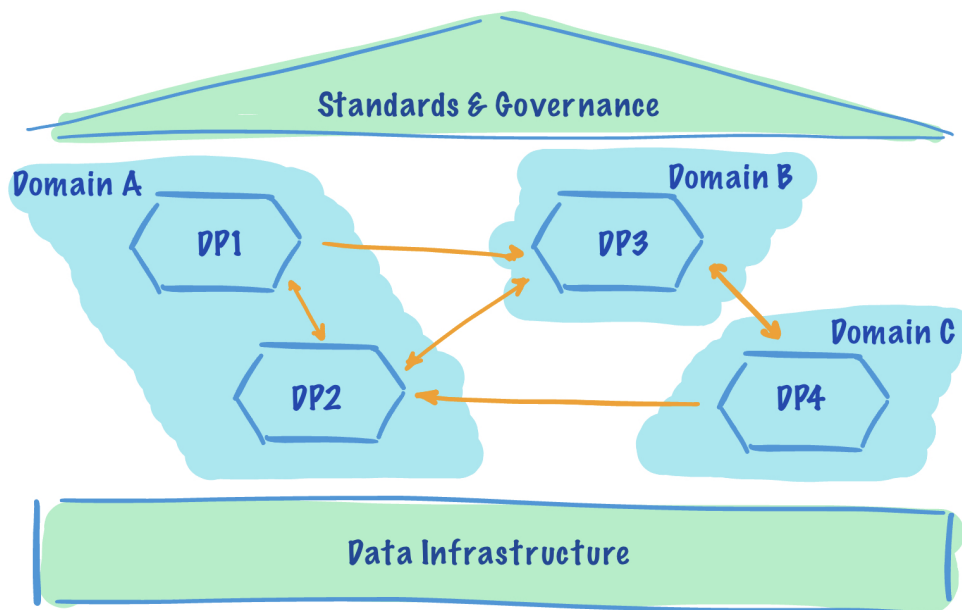 Standards & Governance
Domain A
Domain B
DP1
DP3
Domain C
DP2
DP4
Data Infrastructure